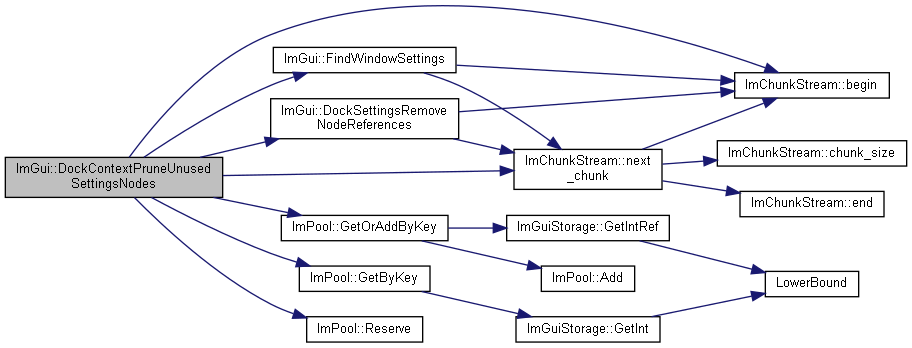 ImGui::DockContextPruneUnused
SettingsNodes
ImGui::FindWindowSettings
ImGui::DockSettingsRemove
NodeReferences
ImPool::GetOrAddByKey
ImPool::GetByKey
ImPool::Reserve
ImChunkStream::next
_chunk
ImGuiStorage::GetIntRef
ImPool::Add
ImGuiStorage::GetInt
ImChunkStream::begin
ImChunkStream::chunk_size
ImChunkStream::end
LowerBound